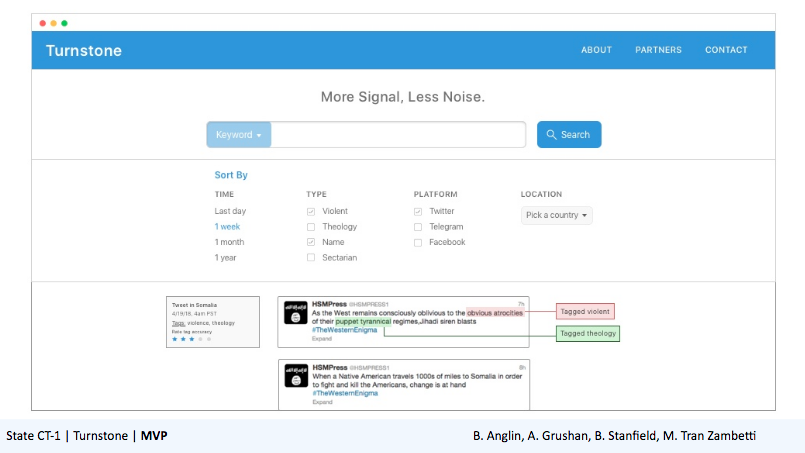 Turnstone
ABOUT PARTNERS CONTACT
More Signal, Less Noise.
Keyword Search
Sort By
TIME TYPE PLATFORM LOCATION
Last day Violent Twitter Pick a country
1 week Theology Telegram
1 month Name Facebook
1 year Sectarian
Tweet in Somalia
4/19/16, 4am PST
Tags: violence, theology
Rate tag accuracy
HSMPress @HSMPRESS1 7h
As the West remains consciously oblivious to the obvious atrocities
of their puppet tyrannical regimes,Jihadi siren blasts
#TheWesternEnigma
Expand
Tagged violent
Tagged theology
HSMPress @HSMPRESS1 8h
When a Native American travels 1000s of miles to Somalia in order
to fight and kill the Americans, change is at hand
#TheWesternEnigma
Expand
State CT-1 | Turnstone | MVP
B. Anglin, A. Grushan, B. Stanfield, M. Tran Zambetti